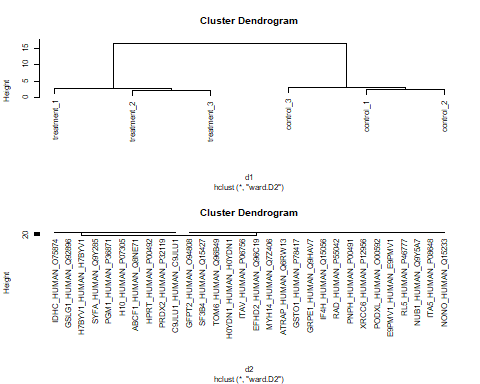 Cluster Dendrogram
Height
0 5 10 15
treatment_1
treatment_2
treatment_3
control_3
control_1
control_2
d1
hclust (*, "ward.D2")
Cluster Dendrogram
Height
20
IDHC_HUMAN_O75874
GSLG1_HUMAN_Q92896
H7BYV1_HUMAN_H7BYV1
SYFA_HUMAN_Q9Y285
PGM1_HUMAN_P36871
H10_HUMAN_P07305
ABCF1_HUMAN_Q8NE71
HPRT_HUMAN_P00492
PRDX2_HUMAN_P32119
C9JLU1_HUMAN_C9JLU1
GFPT2_HUMAN_O94808
SF3B4_HUMAN_Q15427
TOM6_HUMAN_Q96B49
H0YDN1_HUMAN_H0YDN1
ITAV_HUMAN_P06756
EFHD2_HUMAN_Q96C19
MYH14_HUMAN_Q7Z406
ATRAP_HUMAN_Q6RW13
GSTO1_HUMAN_P78417
GRPE1_HUMAN_Q9HAV7
IF4H_HUMAN_Q15056
RAD_HUMAN_P55042
PNPH_HUMAN_P00491
XRCC6_HUMAN_P12956
PODXL_HUMAN_O00592
E9PMV1_HUMAN_E9PMV1
RL5_HUMAN_P46777
NUB1_HUMAN_Q9Y5A7
ITA5_HUMAN_P08648
NONO_HUMAN_Q15233
d2
hclust (*, "ward.D2")